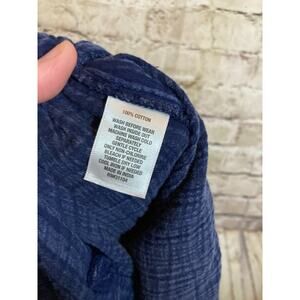 100% COTTON
WASH BEFORE WEAR
WASH INSIDE OUT
MACHINE WASH COLD
SEPARATELY
GENTLE CYCLE
ONLY NON-CHLORINE
BLEACH IF NEEDED
TUMBLE DRY LOW
IRON IF NEEDED
MADE IN INDIA